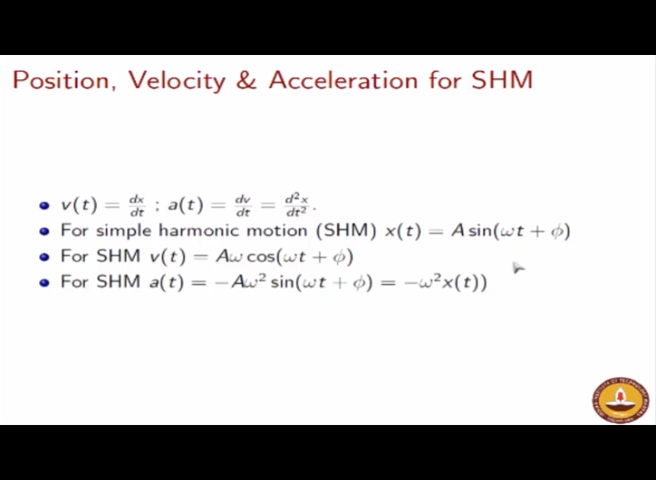 Position, Velocity & Acceleration for SHM
v(t) = dx/dt ; a(t) = dv/dt = d²x/dt².
For simple harmonic motion (SHM) x(t) = A sin(ωt + ϕ)
For SHM v(t) = Aω cos(ωt + ϕ)
For SHM a(t) = −Aω² sin(ωt + ϕ) = −ω²x(t))